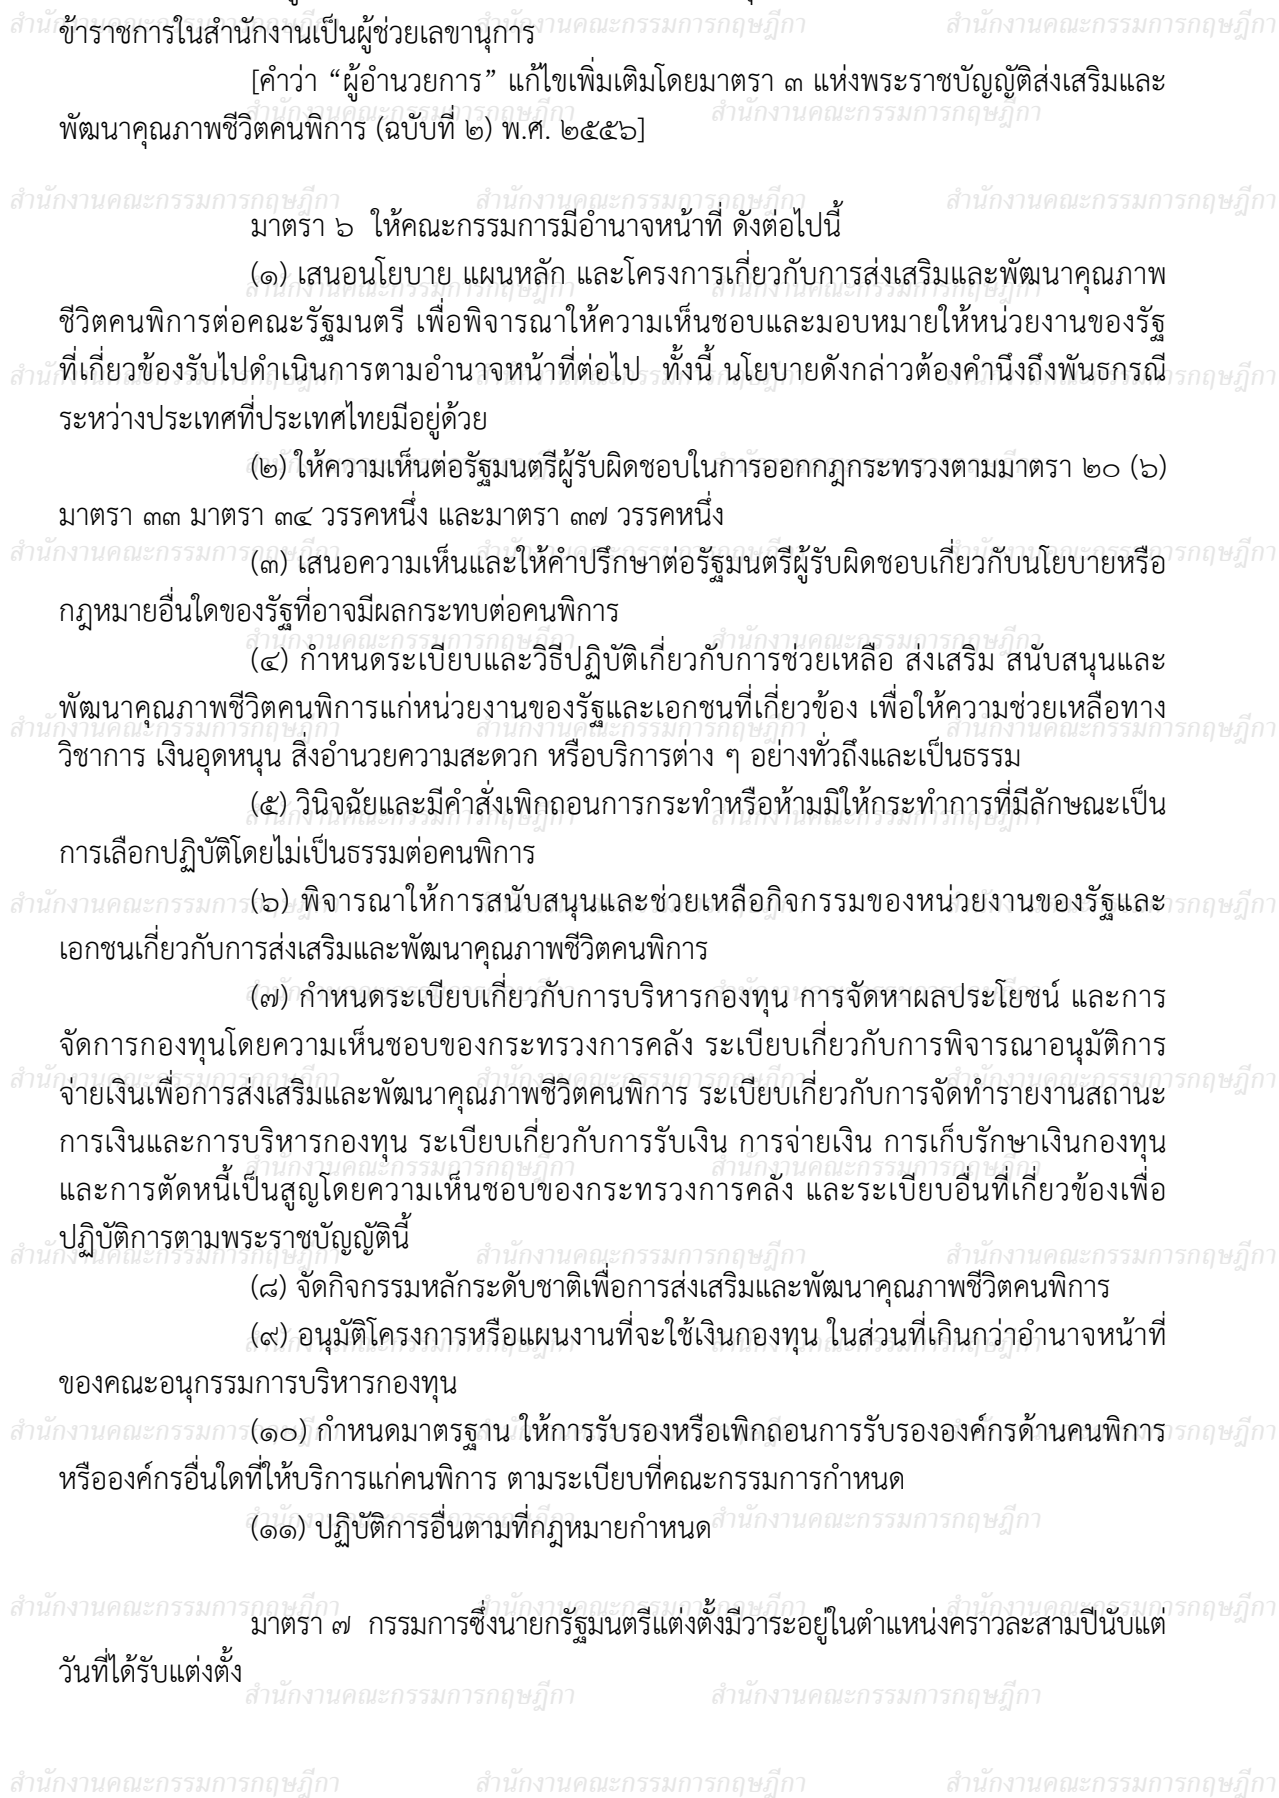 ข้าราชการในสำนักงานเป็นผู้ช่วยเลขานุการ
[คำว่า “ผู้อำนวยการ” แก้ไขเพิ่มเติมโดยมาตรา ๓ แห่งพระราชบัญญัติส่งเสริมและ
พัฒนาคุณภาพชีวิตคนพิการ (ฉบับที่ ๒) พ.ศ. ๒๕๕๖]
มาตรา ๖ ให้คณะกรรมการมีอำนาจหน้าที่ ดังต่อไปนี้
(๑) เสนอนโยบาย แผนหลัก และโครงการเกี่ยวกับการส่งเสริมและพัฒนาคุณภาพ
ชีวิตคนพิการต่อคณะรัฐมนตรี เพื่อพิจารณาให้ความเห็นชอบและมอบหมายให้หน่วยงานของรัฐ
ที่เกี่ยวข้องรับไปดำเนินการตามอำนาจหน้าที่ต่อไป ทั้งนี้ นโยบายดังกล่าวต้องคำนึงถึงพันธกรณี
ระหว่างประเทศที่ประเทศไทยมีอยู่ด้วย
(๒) ให้ความเห็นต่อรัฐมนตรีผู้รับผิดชอบในการออกกฎกระทรวงตามมาตรา ๒๐ (๖)
มาตรา ๓๓ มาตรา ๓๔ วรรคหนึ่ง และมาตรา ๓๗ วรรคหนึ่ง
(๓) เสนอความเห็นและให้คำปรึกษาต่อรัฐมนตรีผู้รับผิดชอบเกี่ยวกับนโยบายหรือ
กฎหมายอื่นใดของรัฐที่อาจมีผลกระทบต่อคนพิการ
(๔) กำหนดระเบียบและวิธีปฏิบัติเกี่ยวกับการช่วยเหลือ ส่งเสริม สนับสนุนและ
พัฒนาคุณภาพชีวิตคนพิการแก่หน่วยงานของรัฐและเอกชนที่เกี่ยวข้อง เพื่อให้ความช่วยเหลือทาง
วิชาการ เงินอุดหนุน สิ่งอำนวยความสะดวก หรือบริการต่าง ๆ อย่างทั่วถึงและเป็นธรรม
(๕) วินิจฉัยและมีคำสั่งเพิกถอนการกระทำหรือห้ามมิให้กระทำการที่มีลักษณะเป็น
การเลือกปฏิบัติโดยไม่เป็นธรรมต่อคนพิการ
(๖) พิจารณาให้การสนับสนุนและช่วยเหลือกิจกรรมของหน่วยงานของรัฐและ
เอกชนเกี่ยวกับการส่งเสริมและพัฒนาคุณภาพชีวิตคนพิการ
(๗) กำหนดระเบียบเกี่ยวกับการบริหารกองทุน การจัดหาผลประโยชน์ และการ
จัดการกองทุนโดยความเห็นชอบของกระทรวงการคลัง ระเบียบเกี่ยวกับการพิจารณาอนุมัติการ
จ่ายเงินเพื่อการส่งเสริมและพัฒนาคุณภาพชีวิตคนพิการ ระเบียบเกี่ยวกับการจัดทำรายงานสถานะ
การเงินและการบริหารกองทุน ระเบียบเกี่ยวกับการรับเงิน การจ่ายเงิน การเก็บรักษาเงินกองทุน
และการตัดหนี้เป็นสูญโดยความเห็นชอบของกระทรวงการคลัง และระเบียบอื่นที่เกี่ยวข้องเพื่อ
ปฏิบัติการตามพระราชบัญญัตินี้
(๘) จัดกิจกรรมหลักระดับชาติเพื่อการส่งเสริมและพัฒนาคุณภาพชีวิตคนพิการ
(๙) อนุมัติโครงการหรือแผนงานที่จะใช้เงินกองทุน ในส่วนที่เกินกว่าอำนาจหน้าที่
ของคณะอนุกรรมการบริหารกองทุน
(๑๐) กำหนดมาตรฐาน ให้การรับรองหรือเพิกถอนการรับรององค์กรด้านคนพิการ
หรือองค์กรอื่นใดที่ให้บริการแก่คนพิการ ตามระเบียบที่คณะกรรมการกำหนด
(๑๑) ปฏิบัติการอื่นตามที่กฎหมายกำหนด
มาตรา ๗ กรรมการซึ่งนายกรัฐมนตรีแต่งตั้งมีวาระอยู่ในตำแหน่งคราวละสามปีนับแต่
วันที่ได้รับแต่งตั้ง
สำนักงานคณะกรรมการกฤษฎีกา สำนักงานคณะกรรมการกฤษฎีกา สำนักงานคณะกรรมการกฤษฎีกา